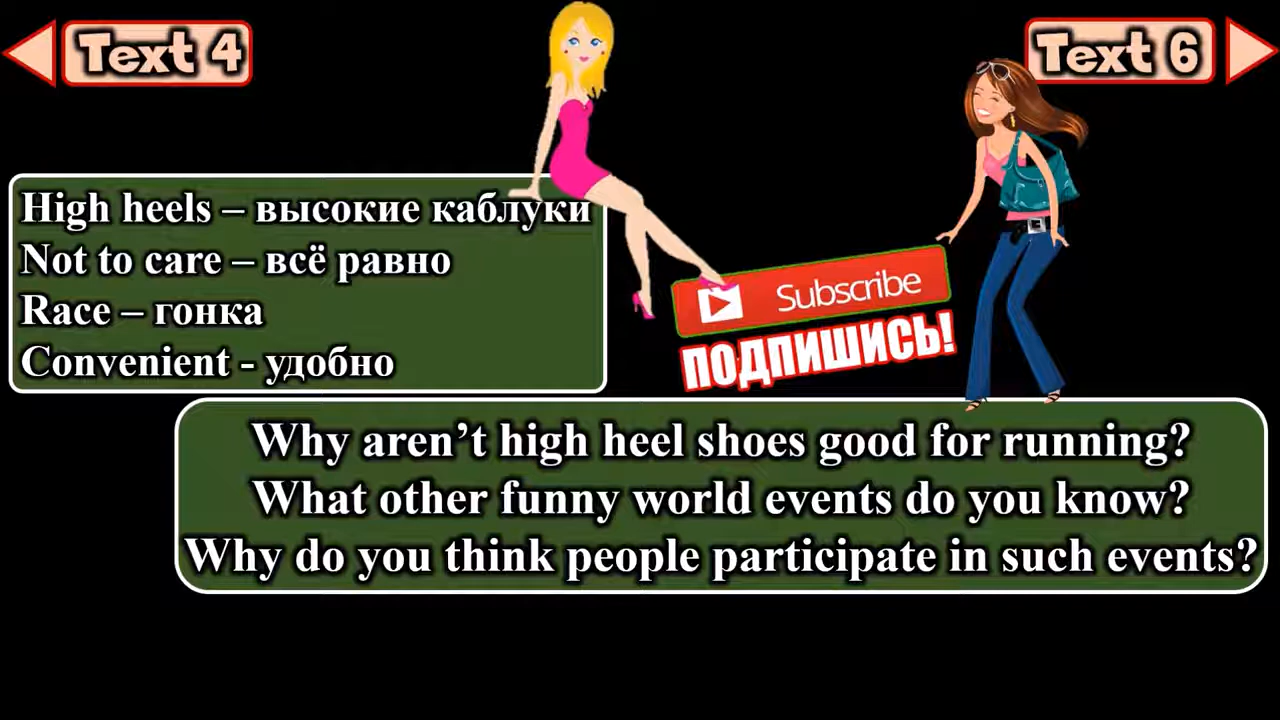 Text 4
Text 6
High heels – высокие каблуки
Not to care – всё равно
Race – гонка
Convenient - удобно
Subscribe
ПОДПИШИСЬ!
Why aren’t high heel shoes good for running?
What other funny world events do you know?
Why do you think people participate in such events?